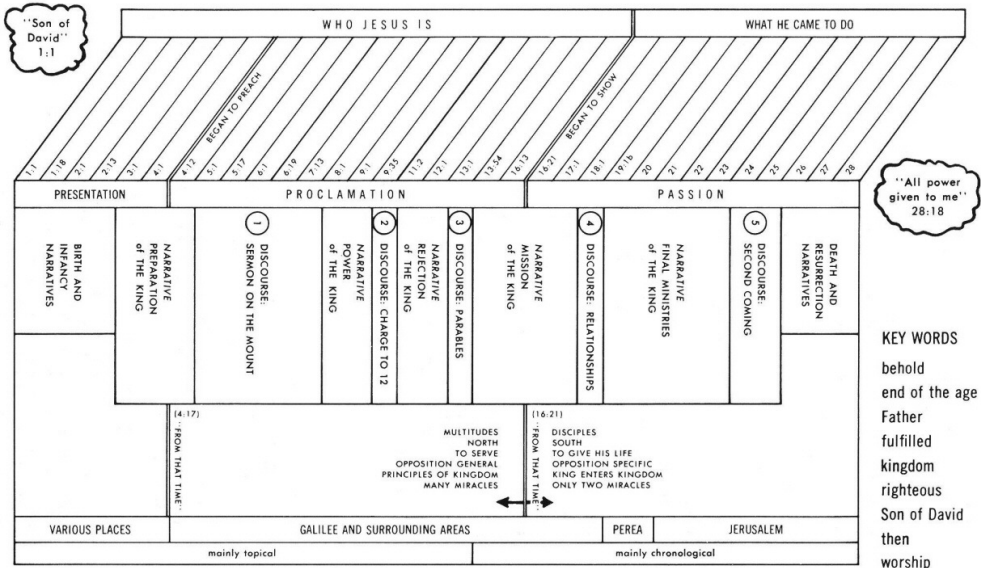 "Son of
David"
1:1
WHO JESUS IS
WHAT HE CAME TO DO
BEGAN TO PREACH
BEGAN TO SHOW
1:1
1:18
2:1
2:13
3:1
4:1
4:12
5:1
5:17
6:1
6:19
7:13
8:1
9:1
9:35
11:2
12:1
13:1
13:54
16:13
16:21
17:1
18:1
19:1b
20
21
22
23
24
25
26
27
28
"All power
given to me"
28:18
PRESENTATION
PROCLAMATION
PASSION
BIRTH AND
INFANCY
NARRATIVES
NARRATIVE
PREPARATION
of THE KING
1
DISCOURSE:
SERMON ON THE MOUNT
NARRATIVE
POWER
of THE KING
2
DISCOURSE: CHARGE TO 12
NARRATIVE
REJECTION
of THE KING
3
DISCOURSE: PARABLES
NARRATIVE
MISSION
of THE KING
4
DISCOURSE: RELATIONSHIPS
NARRATIVE
FINAL MINISTRIES
of THE KING
5
DISCOURSE:
SECOND COMING
DEATH AND
RESURRECTION
NARRATIVES
(4:17)
"FROM THAT TIME"
MULTITUDES
NORTH
TO SERVE
OPPOSITION GENERAL
PRINCIPLES OF KINGDOM
MANY MIRACLES
(16:21)
"FROM THAT TIME"
DISCIPLES
SOUTH
TO GIVE HIS LIFE
OPPOSITION SPECIFIC
KING ENTERS KINGDOM
ONLY TWO MIRACLES
VARIOUS PLACES
GALILEE AND SURROUNDING AREAS
PEREA
JERUSALEM
mainly topical
mainly chronological
KEY WORDS
behold
end of the age
Father
fulfilled
kingdom
righteous
Son of David
then
worship